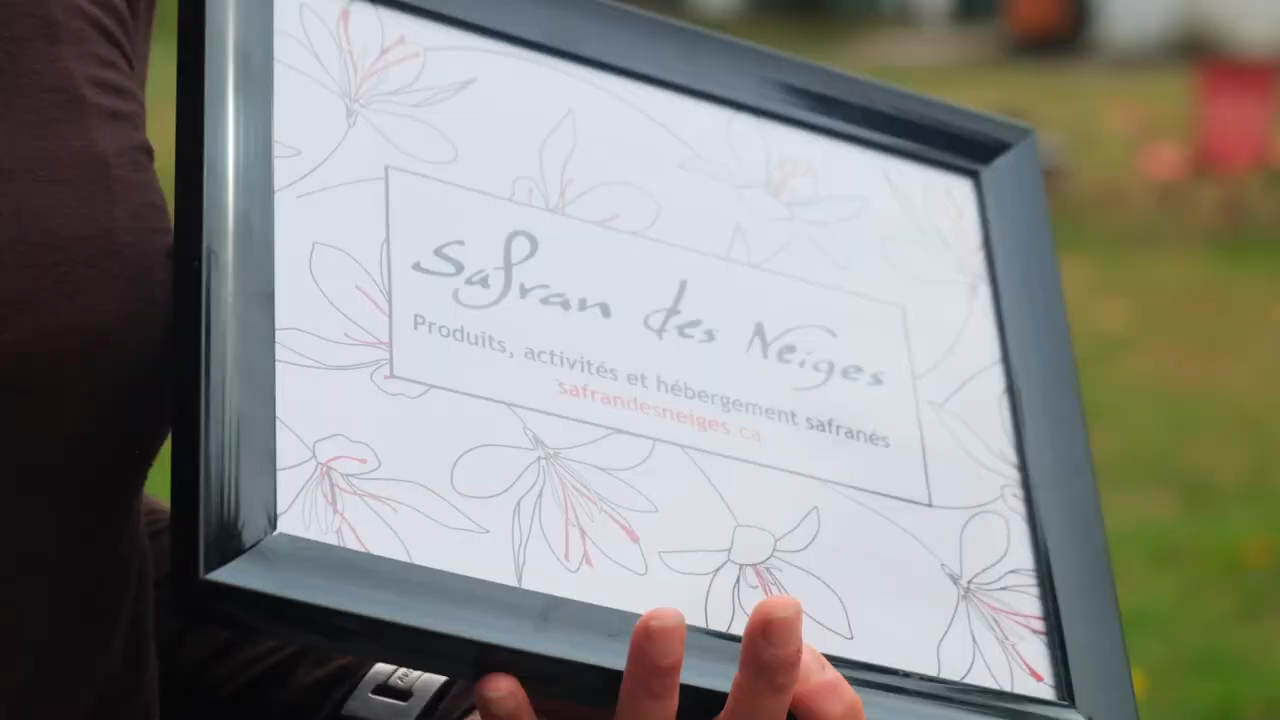 Safran des Neiges
Produits, activités et hébergement safranés
safrandesneiges.ca